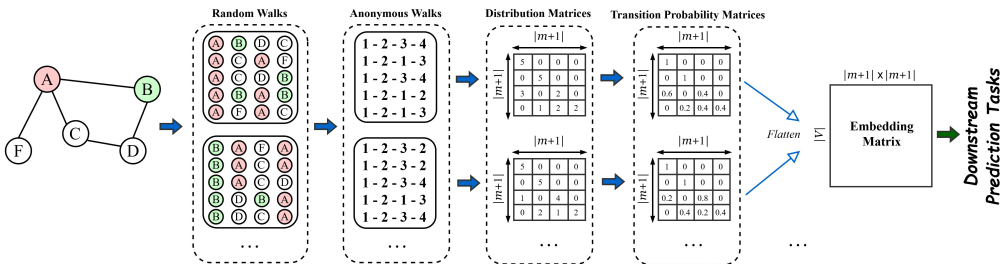 Random Walks
Anonymous Walks
Distribution Matrices
Transition Probability Matrices
A
B
F
C
D
A B D C
A C A F
A C D B
A B A B
A F A C
B A F A
B A C A
B A C D
B D B A
B D C A
...
1 - 2 - 3 - 4
1 - 2 - 1 - 3
1 - 2 - 3 - 4
1 - 2 - 1 - 2
1 - 2 - 1 - 3
1 - 2 - 3 - 2
1 - 2 - 3 - 2
1 - 2 - 3 - 4
1 - 2 - 1 - 3
1 - 2 - 3 - 4
...
|m+1|
|m+1|
5 0 0 0
0 5 0 0
3 0 2 0
0 1 2 2
|m+1|
|m+1|
5 0 0 0
0 5 0 0
1 0 4 0
0 2 1 2
...
|m+1|
|m+1|
1 0 0 0
0 1 0 0
0.6 0 0.4 0
0 0.2 0.4 0.4
|m+1|
|m+1|
1 0 0 0
0 1 0 0
0.2 0 0.8 0
0 0.4 0.2 0.4
...
Flatten
...
|m+1| x |m+1|
|V|
Embedding
Matrix
Downstream
Prediction Tasks